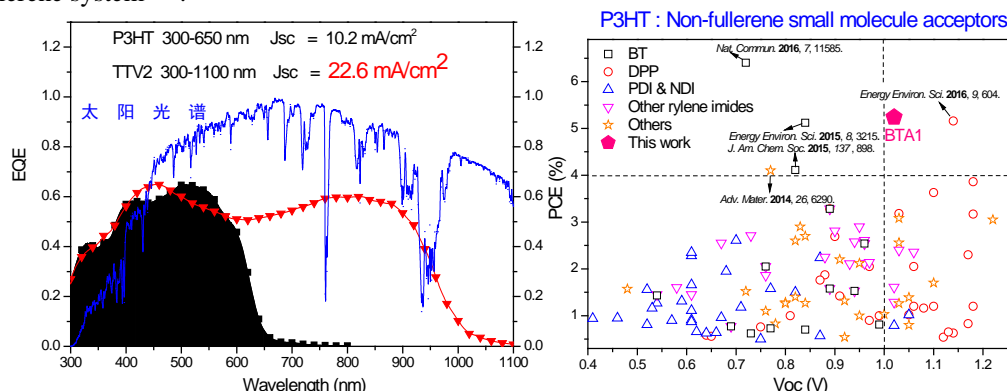 P3HT 300-650 nm Jsc = 10.2 mA/cm²
TTV2 300-1100 nm Jsc = 22.6 mA/cm²
太 阳 光 谱
EQE
1.2
1.0
0.8
0.6
0.4
0.2
0.0
300 400 500 600 700 800 900 1000 1100
Wavelength (nm)
P3HT : Non-fullerene small molecule acceptors
BT
DPP
PDI & NDI
Other rylene imides
Others
This work
Nat. Commun. 2016, 7, 11585.
Energy Environ. Sci. 2016, 9, 604.
BTA1
Energy Environ. Sci. 2015, 8, 3215.
J. Am. Chem. Soc. 2015, 137, 898.
Adv. Mater. 2014, 26, 6290.
PCE (%)
6
5
4
3
2
1
0
0.4 0.5 0.6 0.7 0.8 0.9 1.0 1.1 1.2
Voc (V)